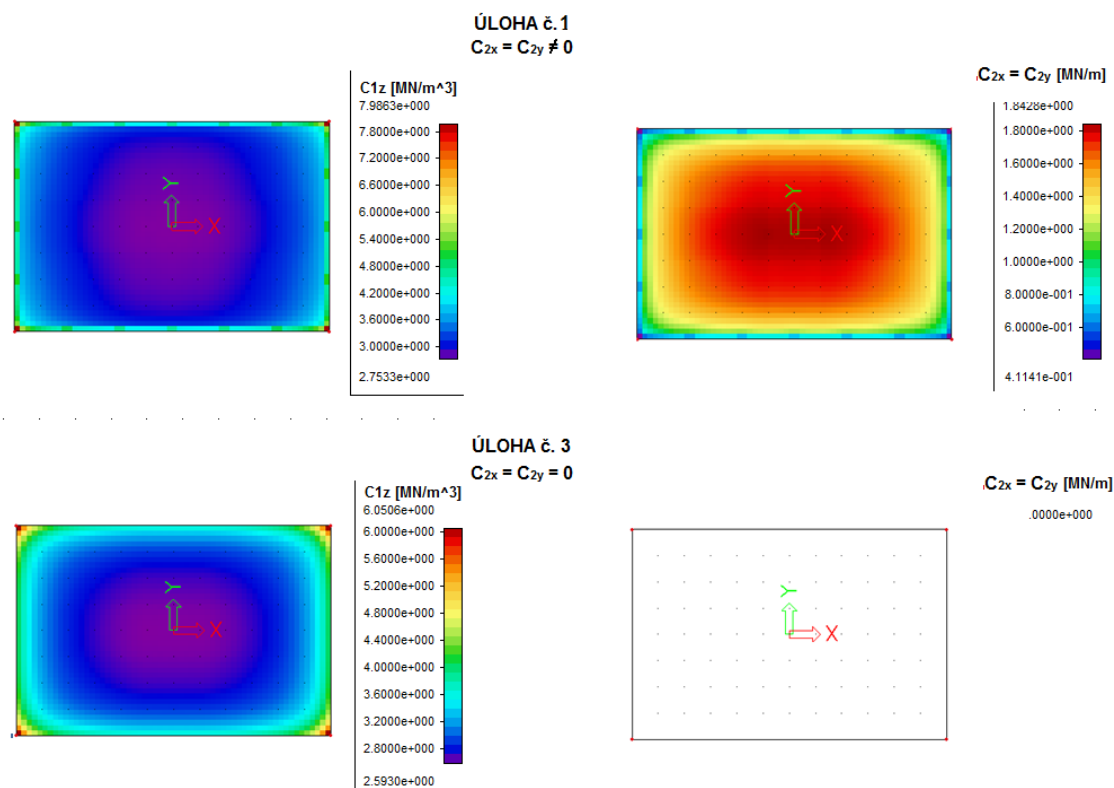 ÚLOHA č. 1
C2x = C2y ≠ 0
C1z [MN/m^3]
7.9863e+000
7.8000e+000
7.2000e+000
6.6000e+000
6.0000e+000
5.4000e+000
4.8000e+000
4.2000e+000
3.6000e+000
3.0000e+000
2.7533e+000
Y
X
C2x = C2y [MN/m]
1.8428e+000
1.8000e+000
1.6000e+000
1.4000e+000
1.2000e+000
1.0000e+000
8.0000e-001
6.0000e-001
4.1141e-001
Y
X
ÚLOHA č. 3
C2x = C2y = 0
C1z [MN/m^3]
6.0506e+000
6.0000e+000
5.6000e+000
5.2000e+000
4.8000e+000
4.4000e+000
4.0000e+000
3.6000e+000
3.2000e+000
2.8000e+000
2.5930e+000
Y
X
C2x = C2y [MN/m]
.0000e+000
Y
X